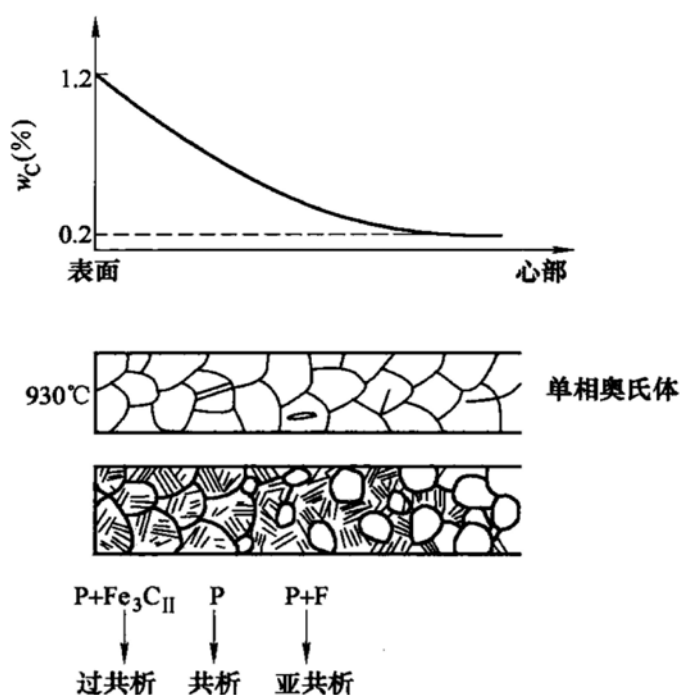 1.2
w_C(%)
0.2
表面 心部
930℃ 单相奥氏体
P+Fe₃C_II P P+F
过共析 共析 亚共析